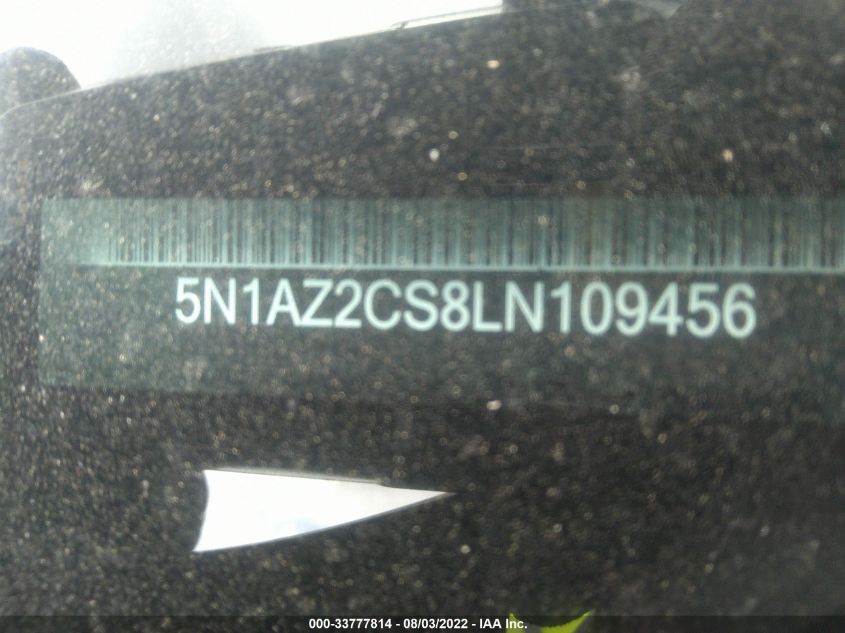 5N1AZ2CS8LN109456
000-33777814 - 08/03/2022 - IAA Inc.